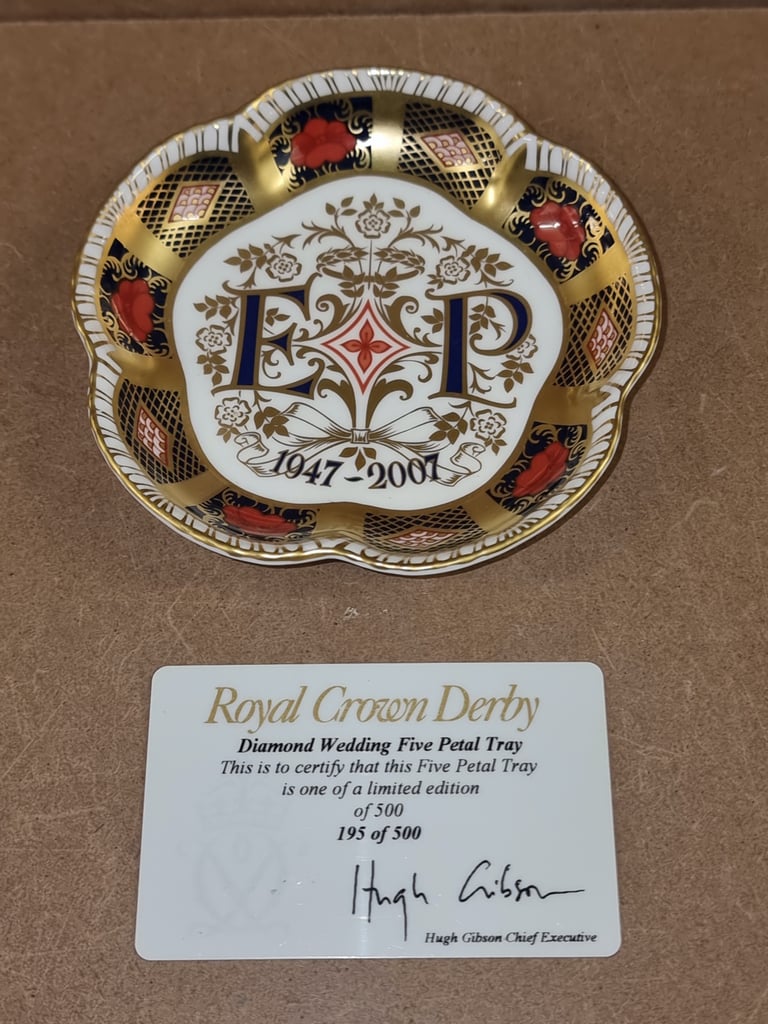 E P
1947-2007
Royal Crown Derby
Diamond Wedding Five Petal Tray
This is to certify that this Five Petal Tray
is one of a limited edition
of 500
195 of 500
Hugh Gibson
Hugh Gibson Chief Executive